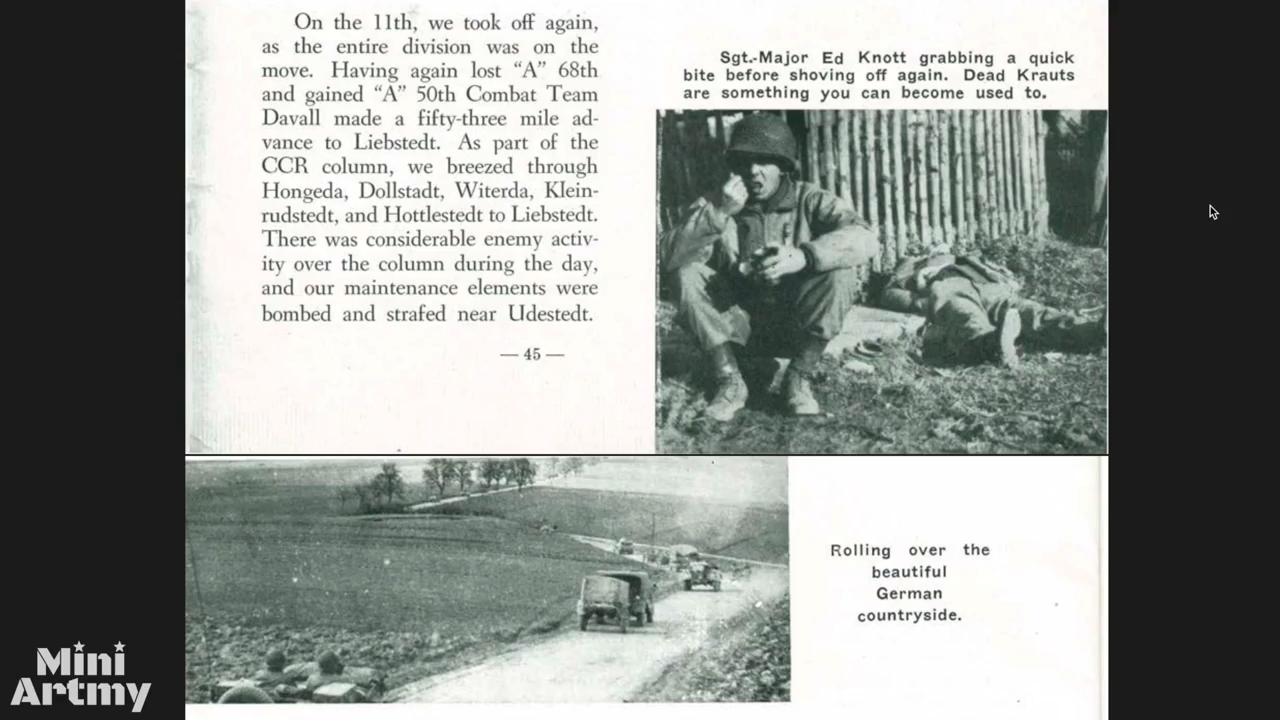 On the 11th, we took off again,
as the entire division was on the
move. Having again lost “A” 68th
and gained “A” 50th Combat Team
Davall made a fifty-three mile ad-
vance to Liebstedt. As part of the
CCR column, we breezed through
Hongeda, Dollstadt, Witerda, Klein-
rudstedt, and Hottlestedt to Liebstedt.
There was considerable enemy activ-
ity over the column during the day,
and our maintenance elements were
bombed and strafed near Udestedt.
— 45 —
Sgt.-Major Ed Knott grabbing a quick
bite before shoving off again. Dead Krauts
are something you can become used to.
Rolling over the
beautiful
German
countryside.
Mini
Artmy